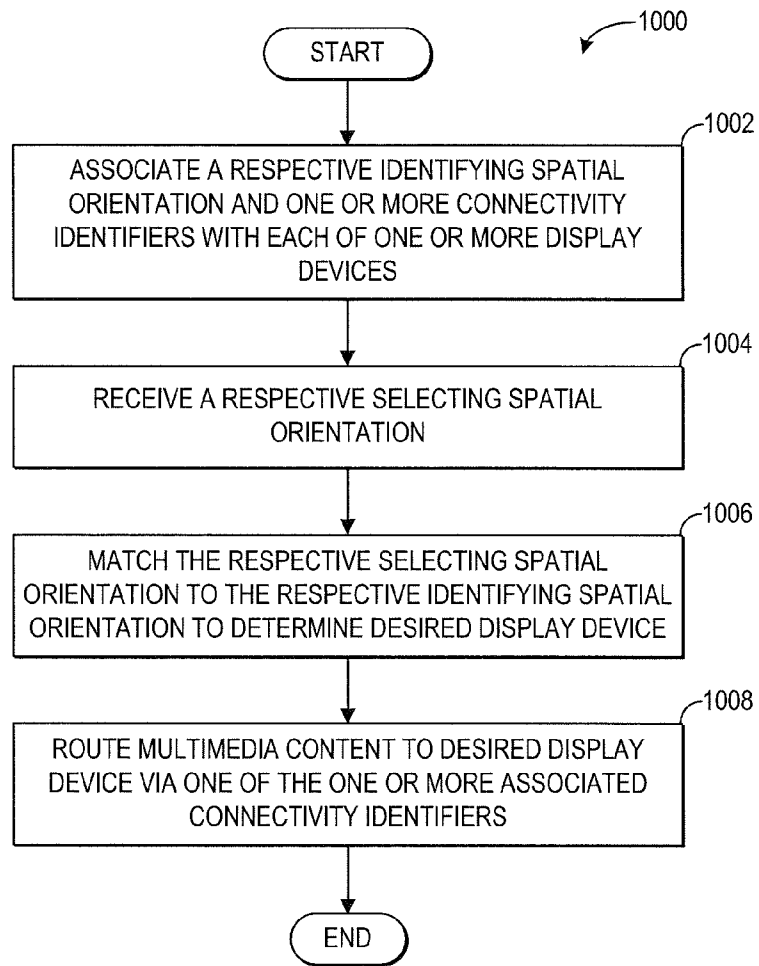 1000
START
1002
ASSOCIATE A RESPECTIVE IDENTIFYING SPATIAL
ORIENTATION AND ONE OR MORE CONNECTIVITY
IDENTIFIERS WITH EACH OF ONE OR MORE DISPLAY
DEVICES
1004
RECEIVE A RESPECTIVE SELECTING SPATIAL
ORIENTATION
1006
MATCH THE RESPECTIVE SELECTING SPATIAL
ORIENTATION TO THE RESPECTIVE IDENTIFYING SPATIAL
ORIENTATION TO DETERMINE DESIRED DISPLAY DEVICE
1008
ROUTE MULTIMEDIA CONTENT TO DESIRED DISPLAY
DEVICE VIA ONE OF THE ONE OR MORE ASSOCIATED
CONNECTIVITY IDENTIFIERS
END